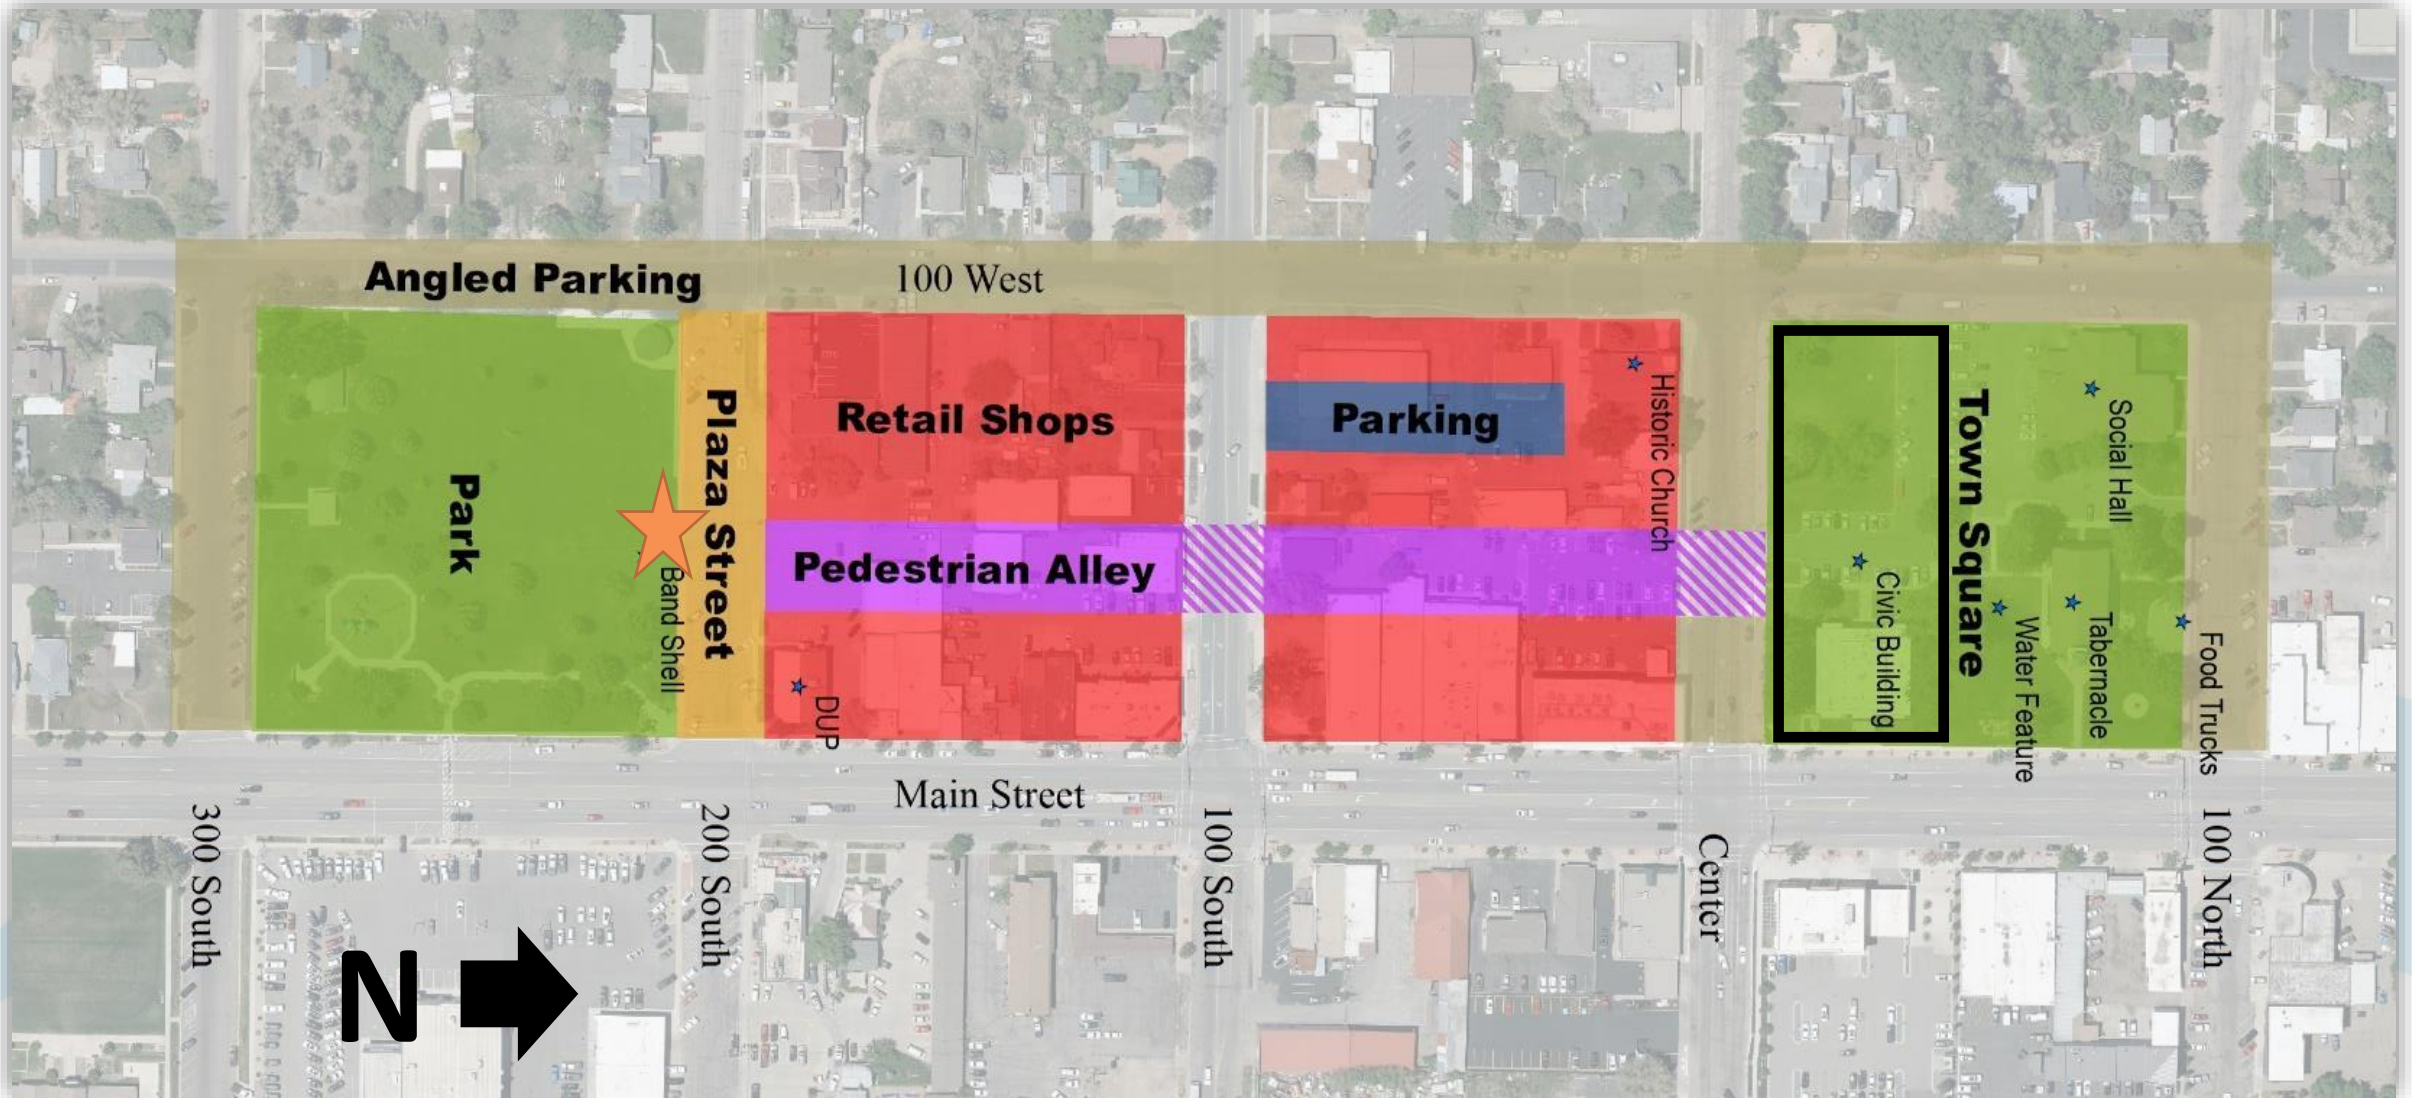 Angled Parking
100 West
Park
Band Shell
Plaza Street
Retail Shops
Pedestrian Alley
DUP
Parking
Historic Church
Civic Building
Town Square
Water Feature
Social Hall
Tabernacle
Food Trucks
Main Street
300 South
200 South
100 South
Center
100 North
N